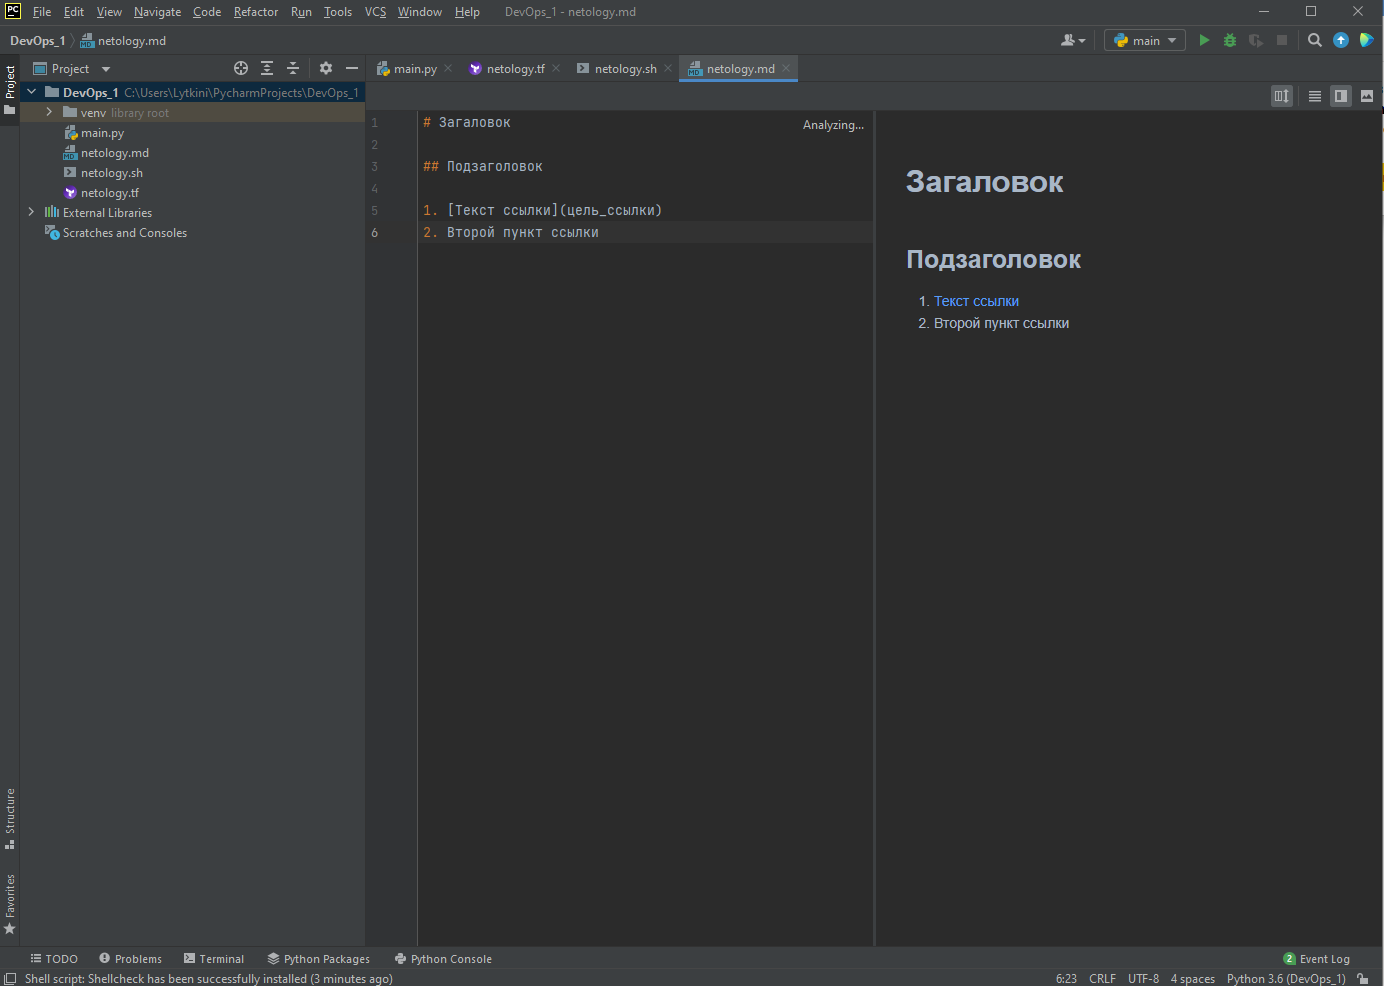 PC File Edit View Navigate Code Refactor Run Tools VCS Window Help DevOps_1 - netology.md
DevOps_1 netology.md main
Project
Project main.py netology.tf netology.sh netology.md
DevOps_1 C:\Users\Lytkini\PycharmProjects\DevOps_1
venv library root
main.py
netology.md
netology.sh
netology.tf
External Libraries
Scratches and Consoles
1 # Загаловок
2
3 ## Подзаголовок
4
5 1. [Текст ссылки](цель_ссылки)
6 2. Второй пункт ссылки
Analyzing...
Загаловок
Подзаголовок
1. Текст ссылки
2. Второй пункт ссылки
Structure
Favorites
TODO Problems Terminal Python Packages Python Console 2 Event Log
Shell script: Shellcheck has been successfully installed (3 minutes ago) 6:23 CRLF UTF-8 4 spaces Python 3.6 (DevOps_1)